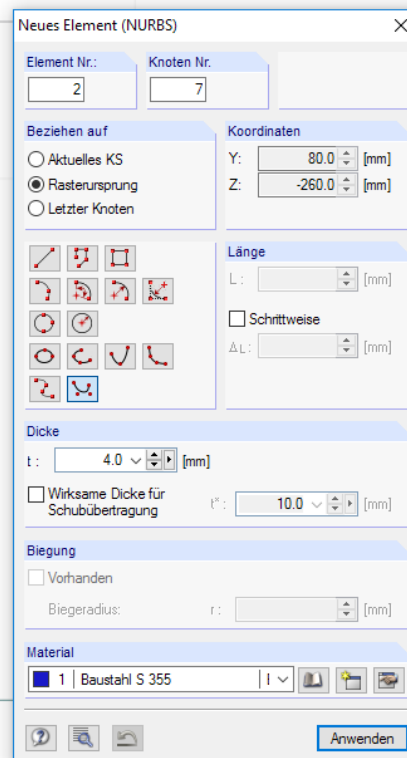 Neues Element (NURBS)
Element Nr.: Knoten Nr.
2 7
Beziehen auf Koordinaten
Aktuelles KS Y: 80.0 [mm]
Rasterursprung Z: -260.0 [mm]
Letzter Knoten
Länge
L : [mm]
Schrittweise
ΔL: [mm]
Dicke
t : 4.0 [mm]
Wirksame Dicke für
Schubübertragung t* : 10.0 [mm]
Biegung
Vorhanden
Biegeradius: r : [mm]
Material
1 | Baustahl S 355
Anwenden